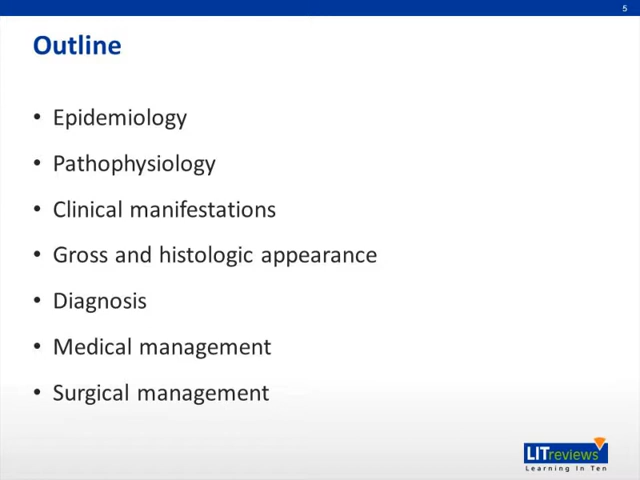 5
Outline
• Epidemiology
• Pathophysiology
• Clinical manifestations
• Gross and histologic appearance
• Diagnosis
• Medical management
• Surgical management
LITreviews
Learning In Ten